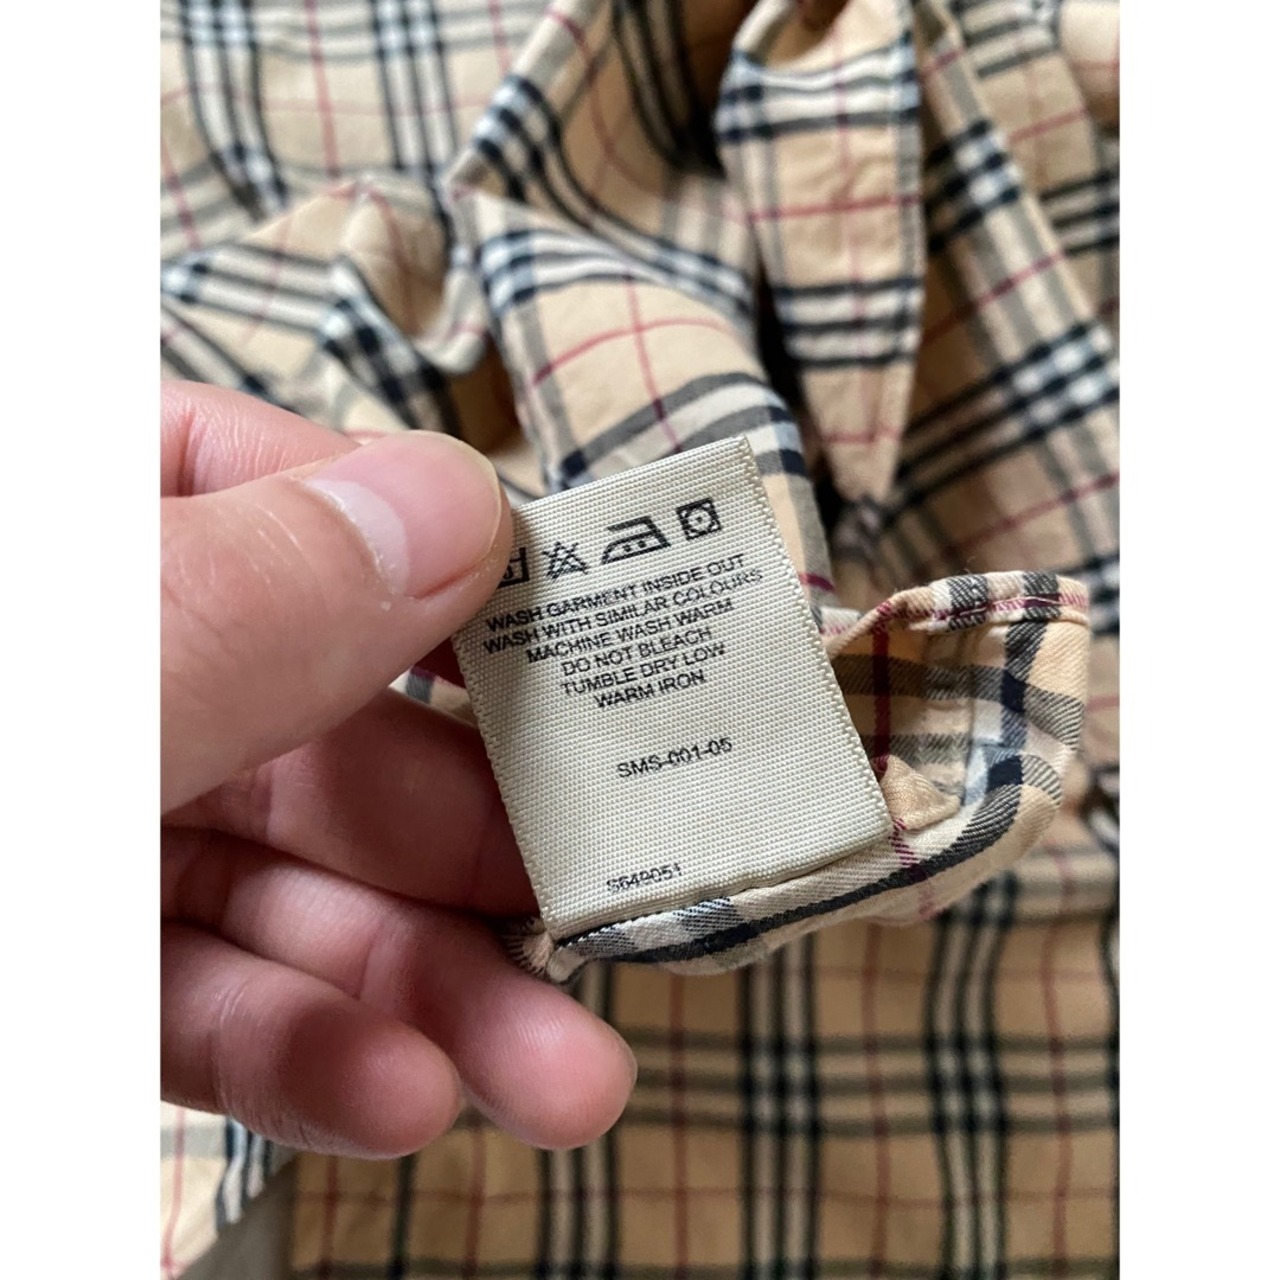 WASH GARMENT INSIDE OUT
WASH WITH SIMILAR COLOURS
MACHINE WASH WARM
DO NOT BLEACH
TUMBLE DRY LOW
WARM IRON
SMS-001-05
S649051